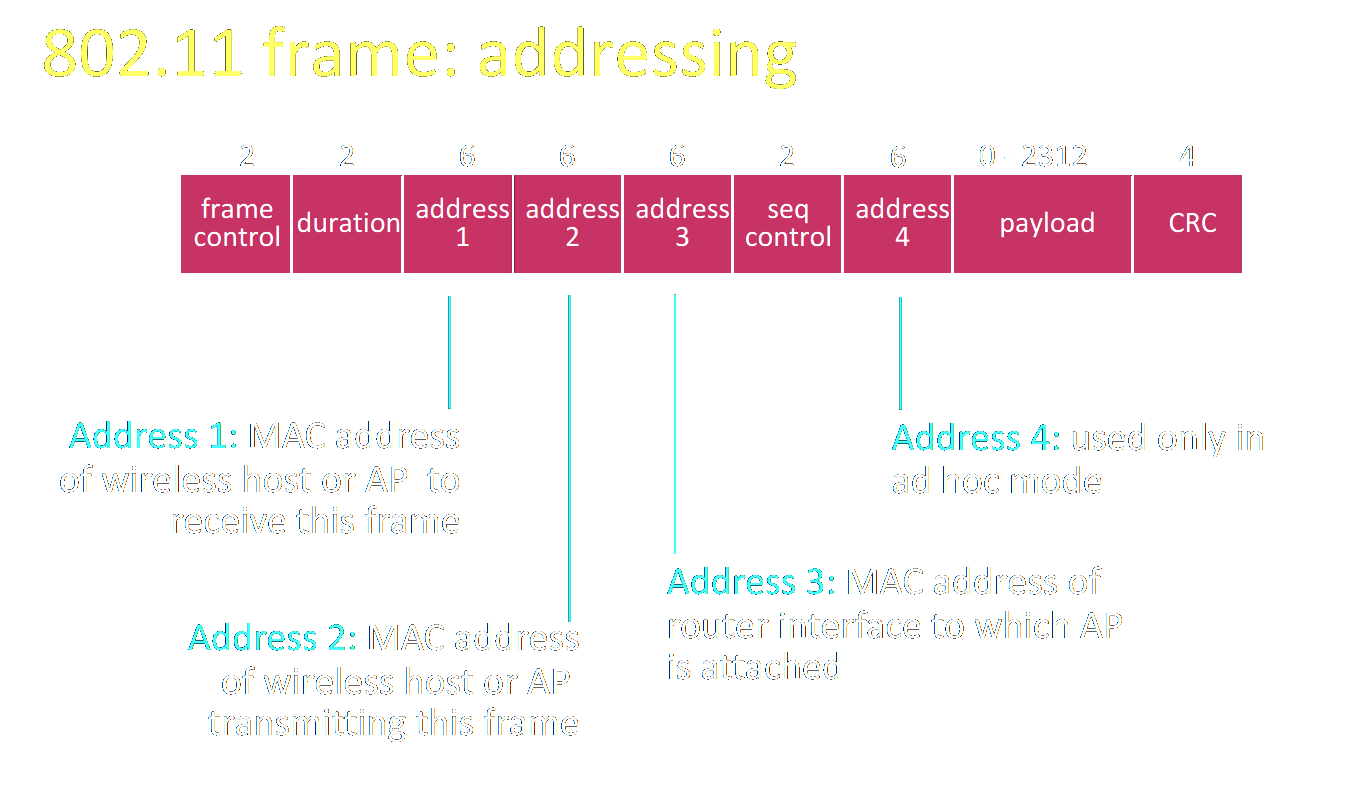 802.11 frame: addressing
2 2 6 6 6 2 6 0 - 2312 4
frame control
duration
address 1
address 2
address 3
seq control
address 4
payload
CRC
Address 1: MAC address
of wireless host or AP to
receive this frame
Address 2: MAC address
of wireless host or AP
transmitting this frame
Address 3: MAC address of
router interface to which AP
is attached
Address 4: used only in
ad hoc mode